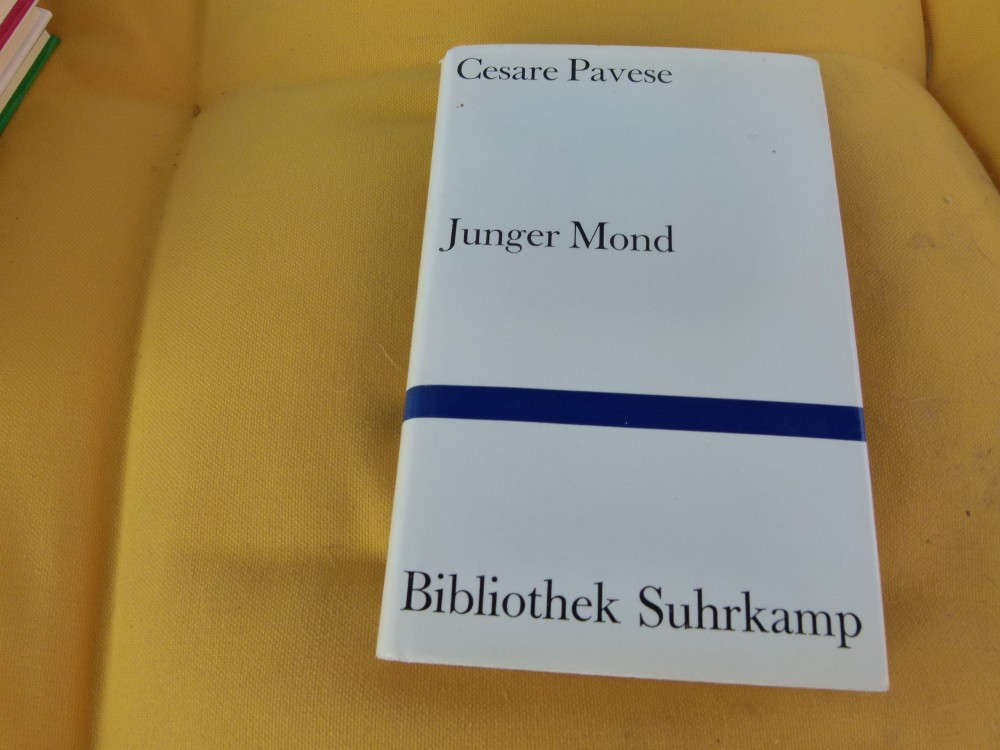 Cesare Pavese
Junger Mond
Bibliothek Suhrkamp